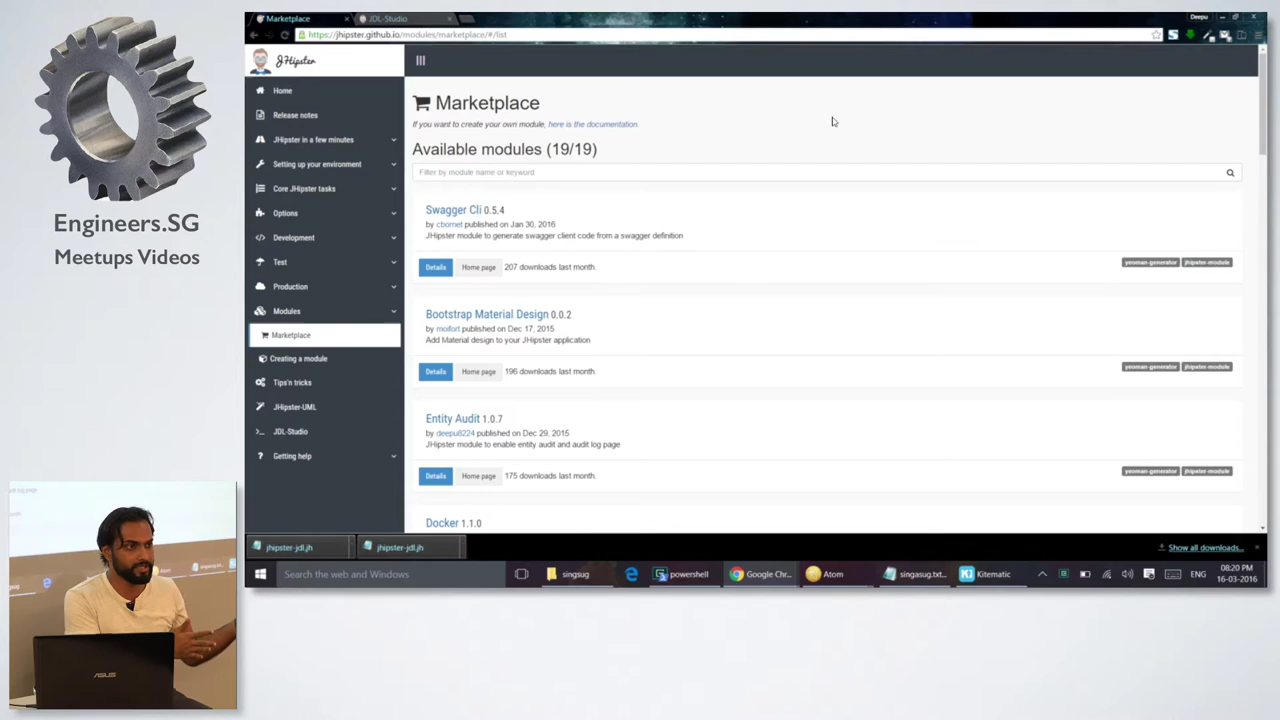 Engineers.SG
Meetups Videos
Marketplace
JDL-Studio
Deepu
https://jhipster.github.io/modules/marketplace/#/list
JHipster
Home
Release notes
JHipster in a few minutes
Setting up your environment
Core JHipster tasks
Options
Development
Test
Production
Modules
Marketplace
Creating a module
Tips'n tricks
JHipster-UML
JDL-Studio
Getting help
Marketplace
If you want to create your own module, here is the documentation
Available modules (19/19)
Filter by module name or keyword
Swagger Cli 0.5.4
by cbornet published on Jan 30, 2016
JHipster module to generate swagger client code from a swagger definition
Details Home page 207 downloads last month.
yeoman-generator jhipster-module
Bootstrap Material Design 0.0.2
by moifort published on Dec 17, 2015
Add Material design to your JHipster application
Details Home page 196 downloads last month.
yeoman-generator jhipster-module
Entity Audit 1.0.7
by deepu8224 published on Dec 29, 2015
JHipster module to enable entity audit and audit log page
Details Home page 175 downloads last month.
yeoman-generator jhipster-module
Docker 1.1.0
jhipster-jdl.jh
jhipster-jdl.jh
Show all downloads...
Search the web and Windows
singsug
powershell
Google Chr...
Atom
singasug.txt...
Kitematic
ENG
08:20 PM
16-03-2016
ASUS